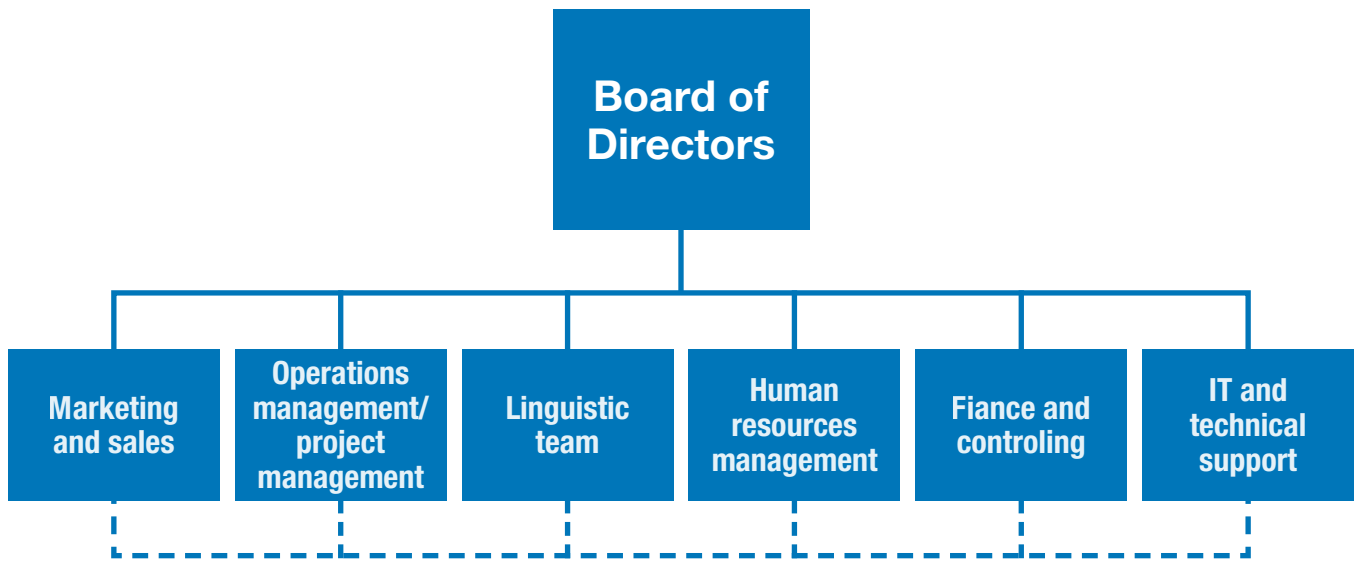 Board of
Directors
Marketing
and sales
Operations
management/
project
management
Linguistic
team
Human
resources
management
Fiance and
controling
IT and
technical
support